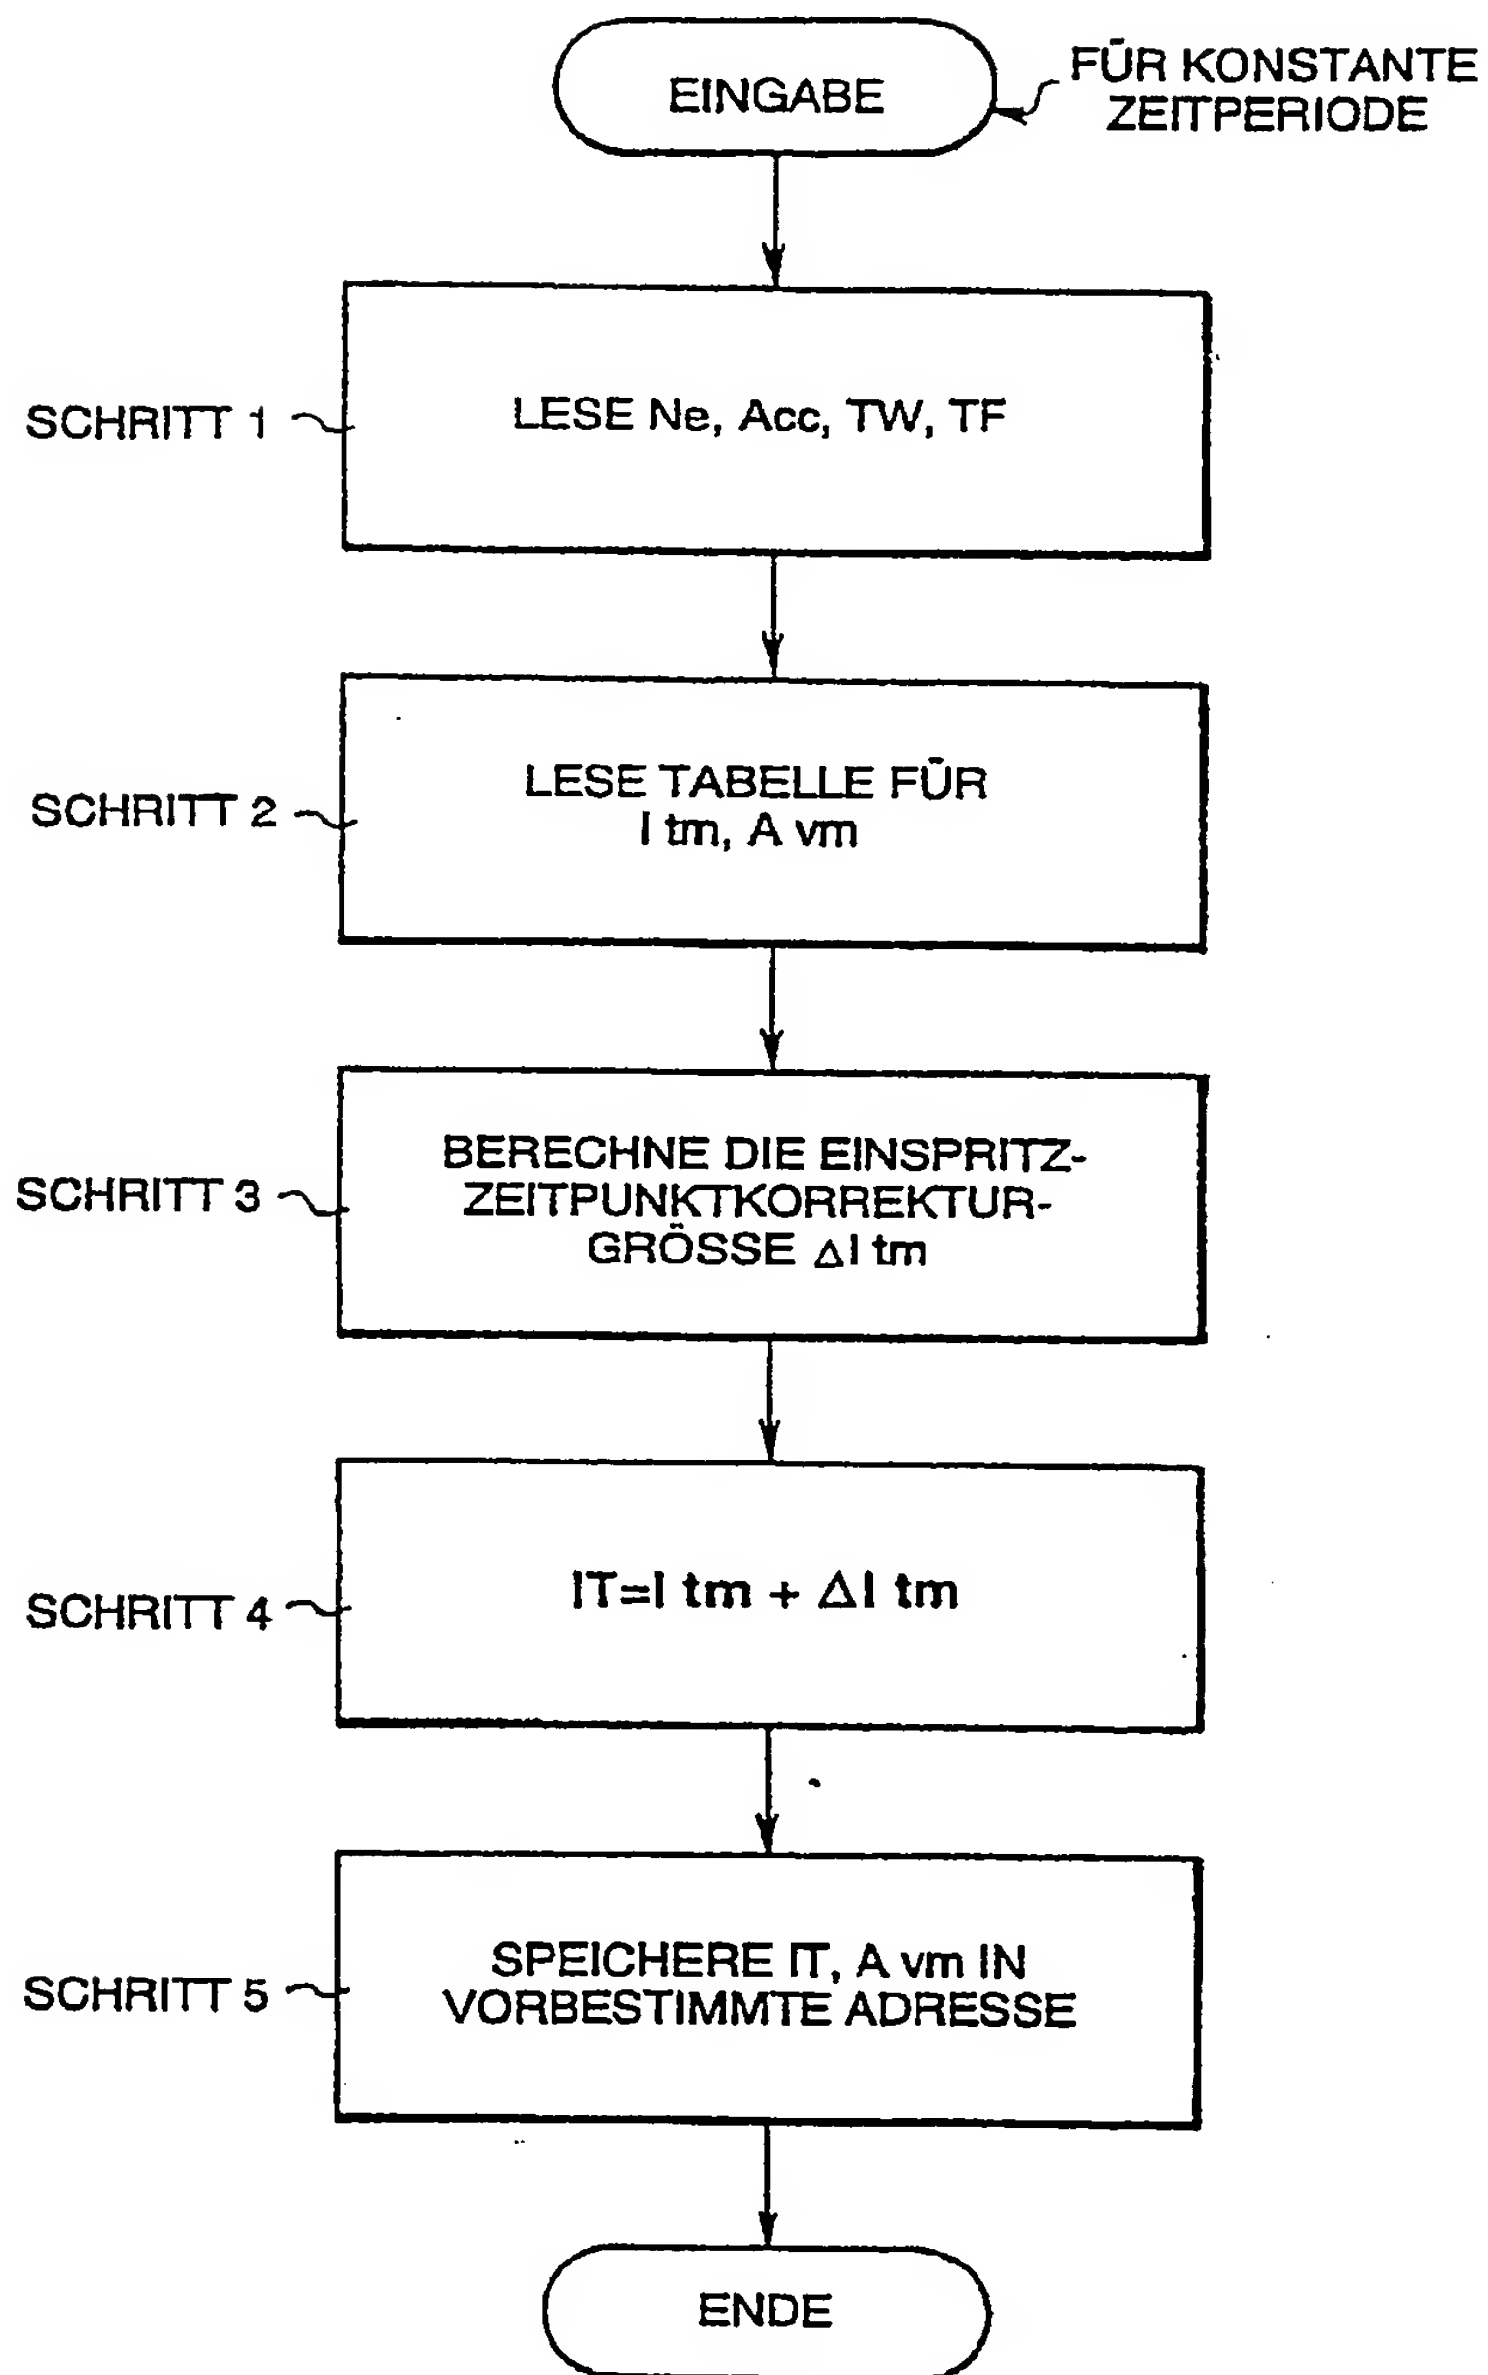 EINGABE
FÜR KONSTANTE
ZEITPERIODE
SCHRITT 1
LESE Ne, Acc, TW, TF
SCHRITT 2
LESE TABELLE FÜR
I tm, A vm
SCHRITT 3
BERECHNE DIE EINSPRITZ-
ZEITPUNKTKORREKTUR-
GRÖSSE ΔI tm
SCHRITT 4
IT=I tm + ΔI tm
SCHRITT 5
SPEICHERE IT, A vm IN
VORBESTIMMTE ADRESSE
ENDE